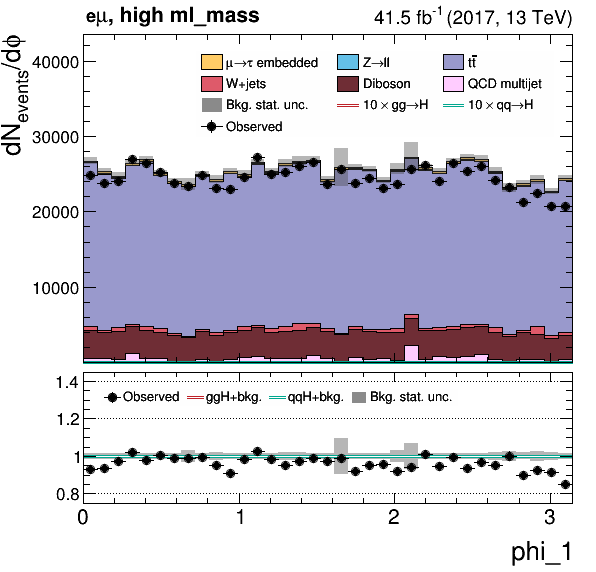 eμ, high ml_mass 41.5 fb⁻¹ (2017, 13 TeV)
dN_events/dϕ
μ→τ embedded Z→ll tt̄
W+jets Diboson QCD multijet
Bkg. stat. unc. 10 × gg→H 10 × qq→H
Observed
40000
30000
20000
10000
1.4
Observed ggH+bkg. qqH+bkg. Bkg. stat. unc.
1.2
1
0.8
0 1 2 3
phi_1